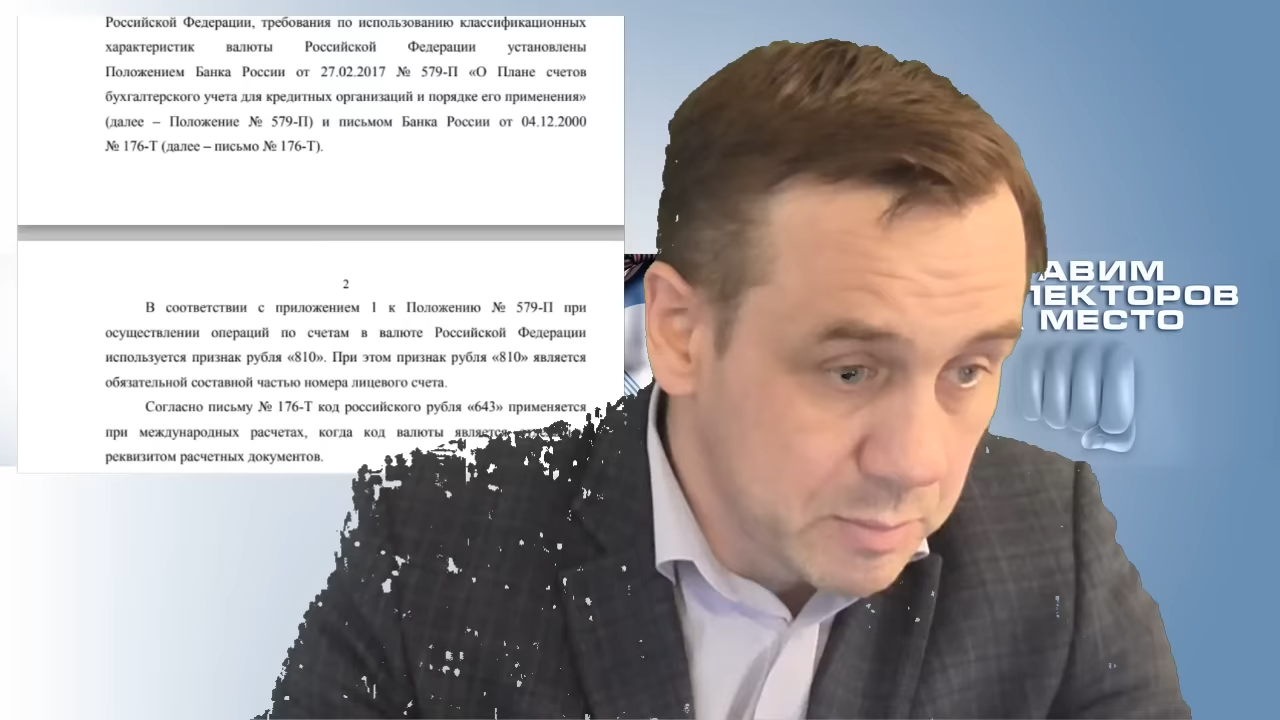 Российской Федерации, требования по использованию классификационных
характеристик валюты Российской Федерации установлены
Положением Банка России от 27.02.2017 № 579-П «О Плане счетов
бухгалтерского учета для кредитных организаций и порядке его применения»
(далее – Положение № 579-П) и письмом Банка России от 04.12.2000
№ 176-Т (далее – письмо № 176-Т).
2
В соответствии с приложением 1 к Положению № 579-П при
осуществлении операций по счетам в валюте Российской Федерации
используется признак рубля «810». При этом признак рубля «810» является
обязательной составной частью номера лицевого счета.
Согласно письму № 176-Т код российского рубля «643» применяется
при международных расчетах, когда код валюты является
реквизитом расчетных документов.
АВИМ
ЛЕКТОРОВ
МЕСТО